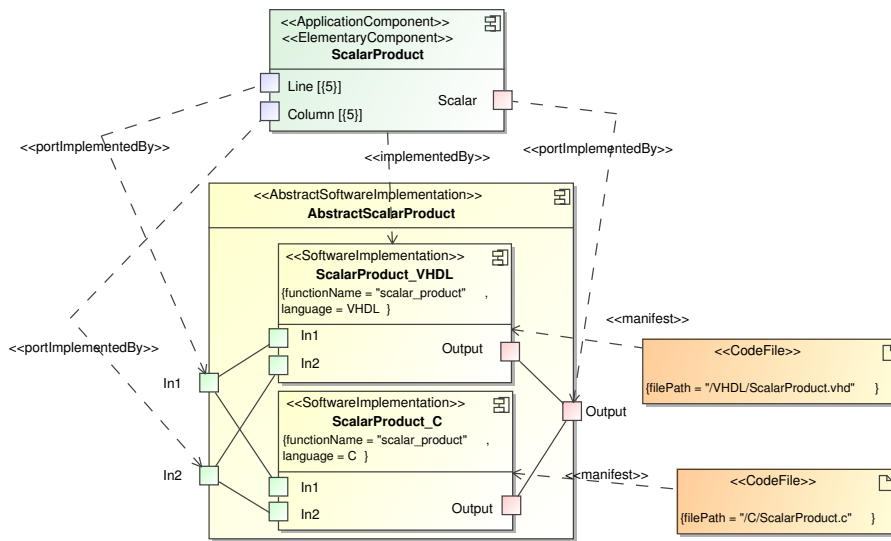 <<ApplicationComponent>>
<<ElementaryComponent>>
ScalarProduct
Line [{5}]
Column [{5}]
Scalar
<<portImplementedBy>>
<<implementedBy>>
<<portImplementedBy>>
<<AbstractSoftwareImplementation>>
AbstractScalarProduct
<<SoftwareImplementation>>
ScalarProduct_VHDL
{functionName = "scalar_product" ,
language = VHDL }
In1
In2
Output
<<manifest>>
<<CodeFile>>
{filePath = "/VHDL/ScalarProduct.vhd" }
<<portImplementedBy>>
In1
<<SoftwareImplementation>>
ScalarProduct_C
{functionName = "scalar_product" ,
language = C }
Output
In2
In1
In2
Output
<<manifest>>
<<CodeFile>>
{filePath = "/C/ScalarProduct.c" }